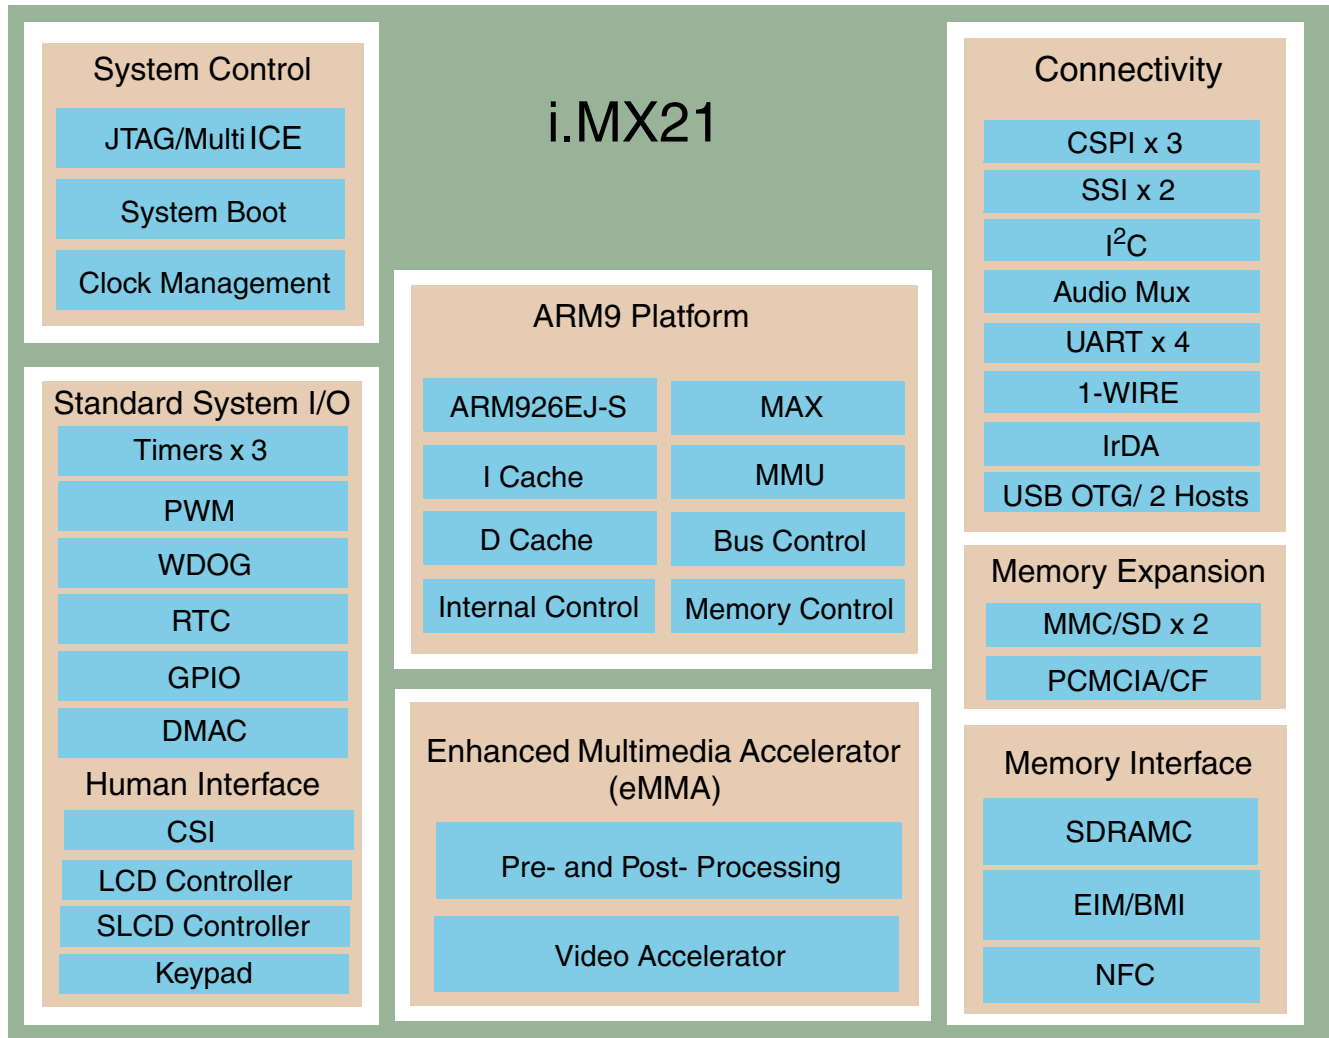 i.MX21
System Control
JTAG/Multi ICE
System Boot
Clock Management
Standard System I/O
Timers x 3
PWM
WDOG
RTC
GPIO
DMAC
Human Interface
CSI
LCD Controller
SLCD Controller
Keypad
ARM9 Platform
ARM926EJ-S
MAX
I Cache
MMU
D Cache
Bus Control
Internal Control
Memory Control
Enhanced Multimedia Accelerator
(eMMA)
Pre- and Post- Processing
Video Accelerator
Connectivity
CSPI x 3
SSI x 2
I²C
Audio Mux
UART x 4
1-WIRE
IrDA
USB OTG/ 2 Hosts
Memory Expansion
MMC/SD x 2
PCMCIA/CF
Memory Interface
SDRAMC
EIM/BMI
NFC